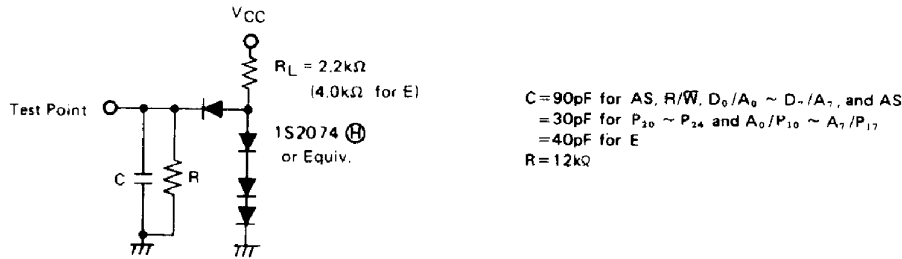 VCC
RL = 2.2kΩ
(4.0kΩ for E)
Test Point
1S2074 Ⓗ
or Equiv.
C
R
C=90pF for AS, R/W̅, D0/A0 ~ D7/A7, and AS
=30pF for P20 ~ P24 and A0/P10 ~ A7/P17
=40pF for E
R=12kΩ